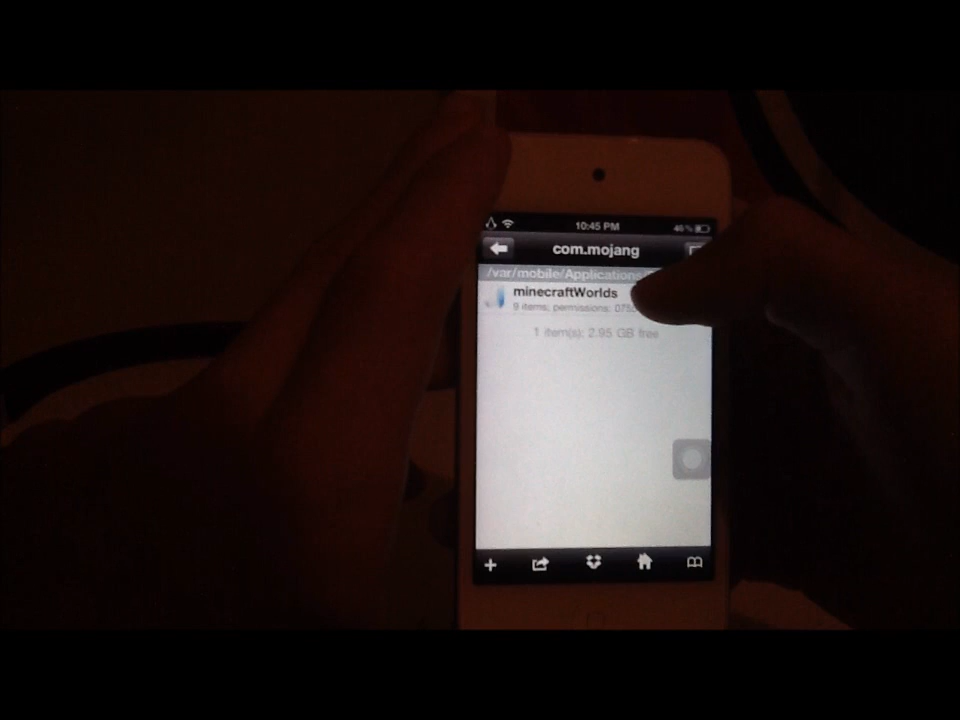 10:45 PM 46%
com.mojang
/var/mobile/Applications
minecraftWorlds
9 items, permissions: 075
1 item(s): 2.95 GB free